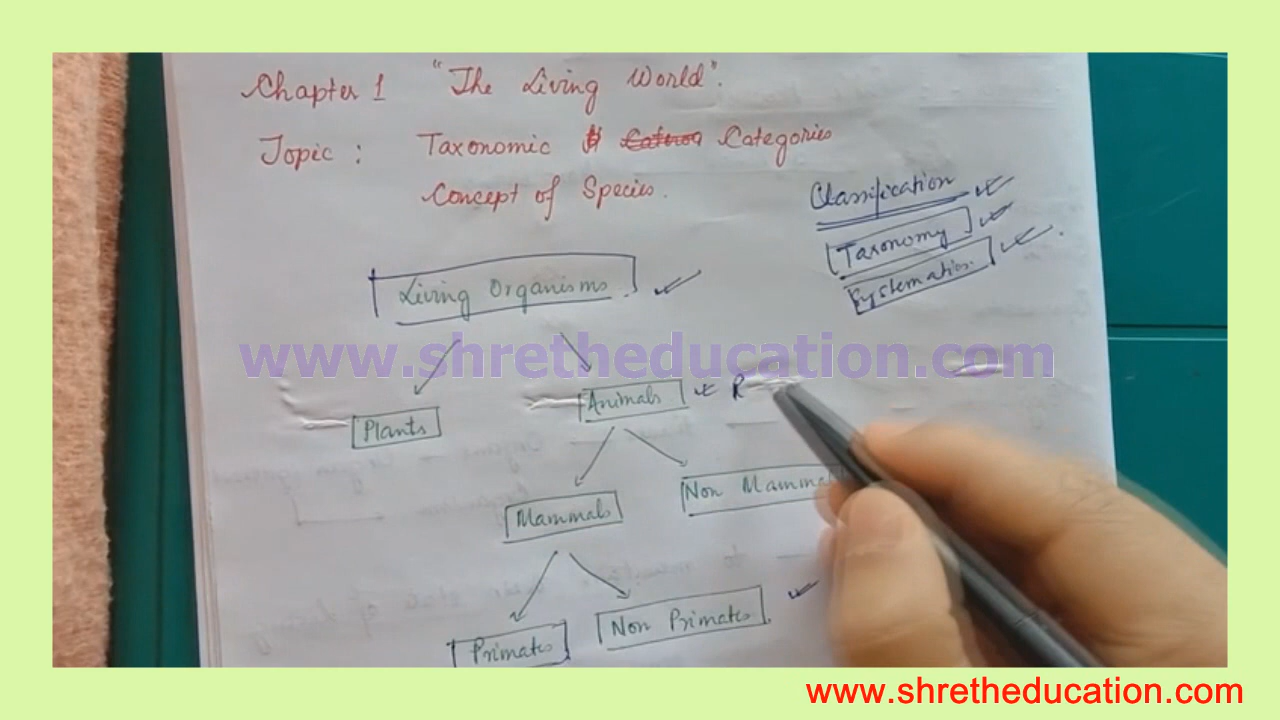 Chapter 1 "The Living World".
Topic : Taxonomic Categories
Concept of Species.
Classification
Taxonomy
Systematics.
Living Organisms
www.shretheducation.com
Plants
Animals
R
Mammals
Non Mammal
Primates
Non Primates
www.shretheducation.com